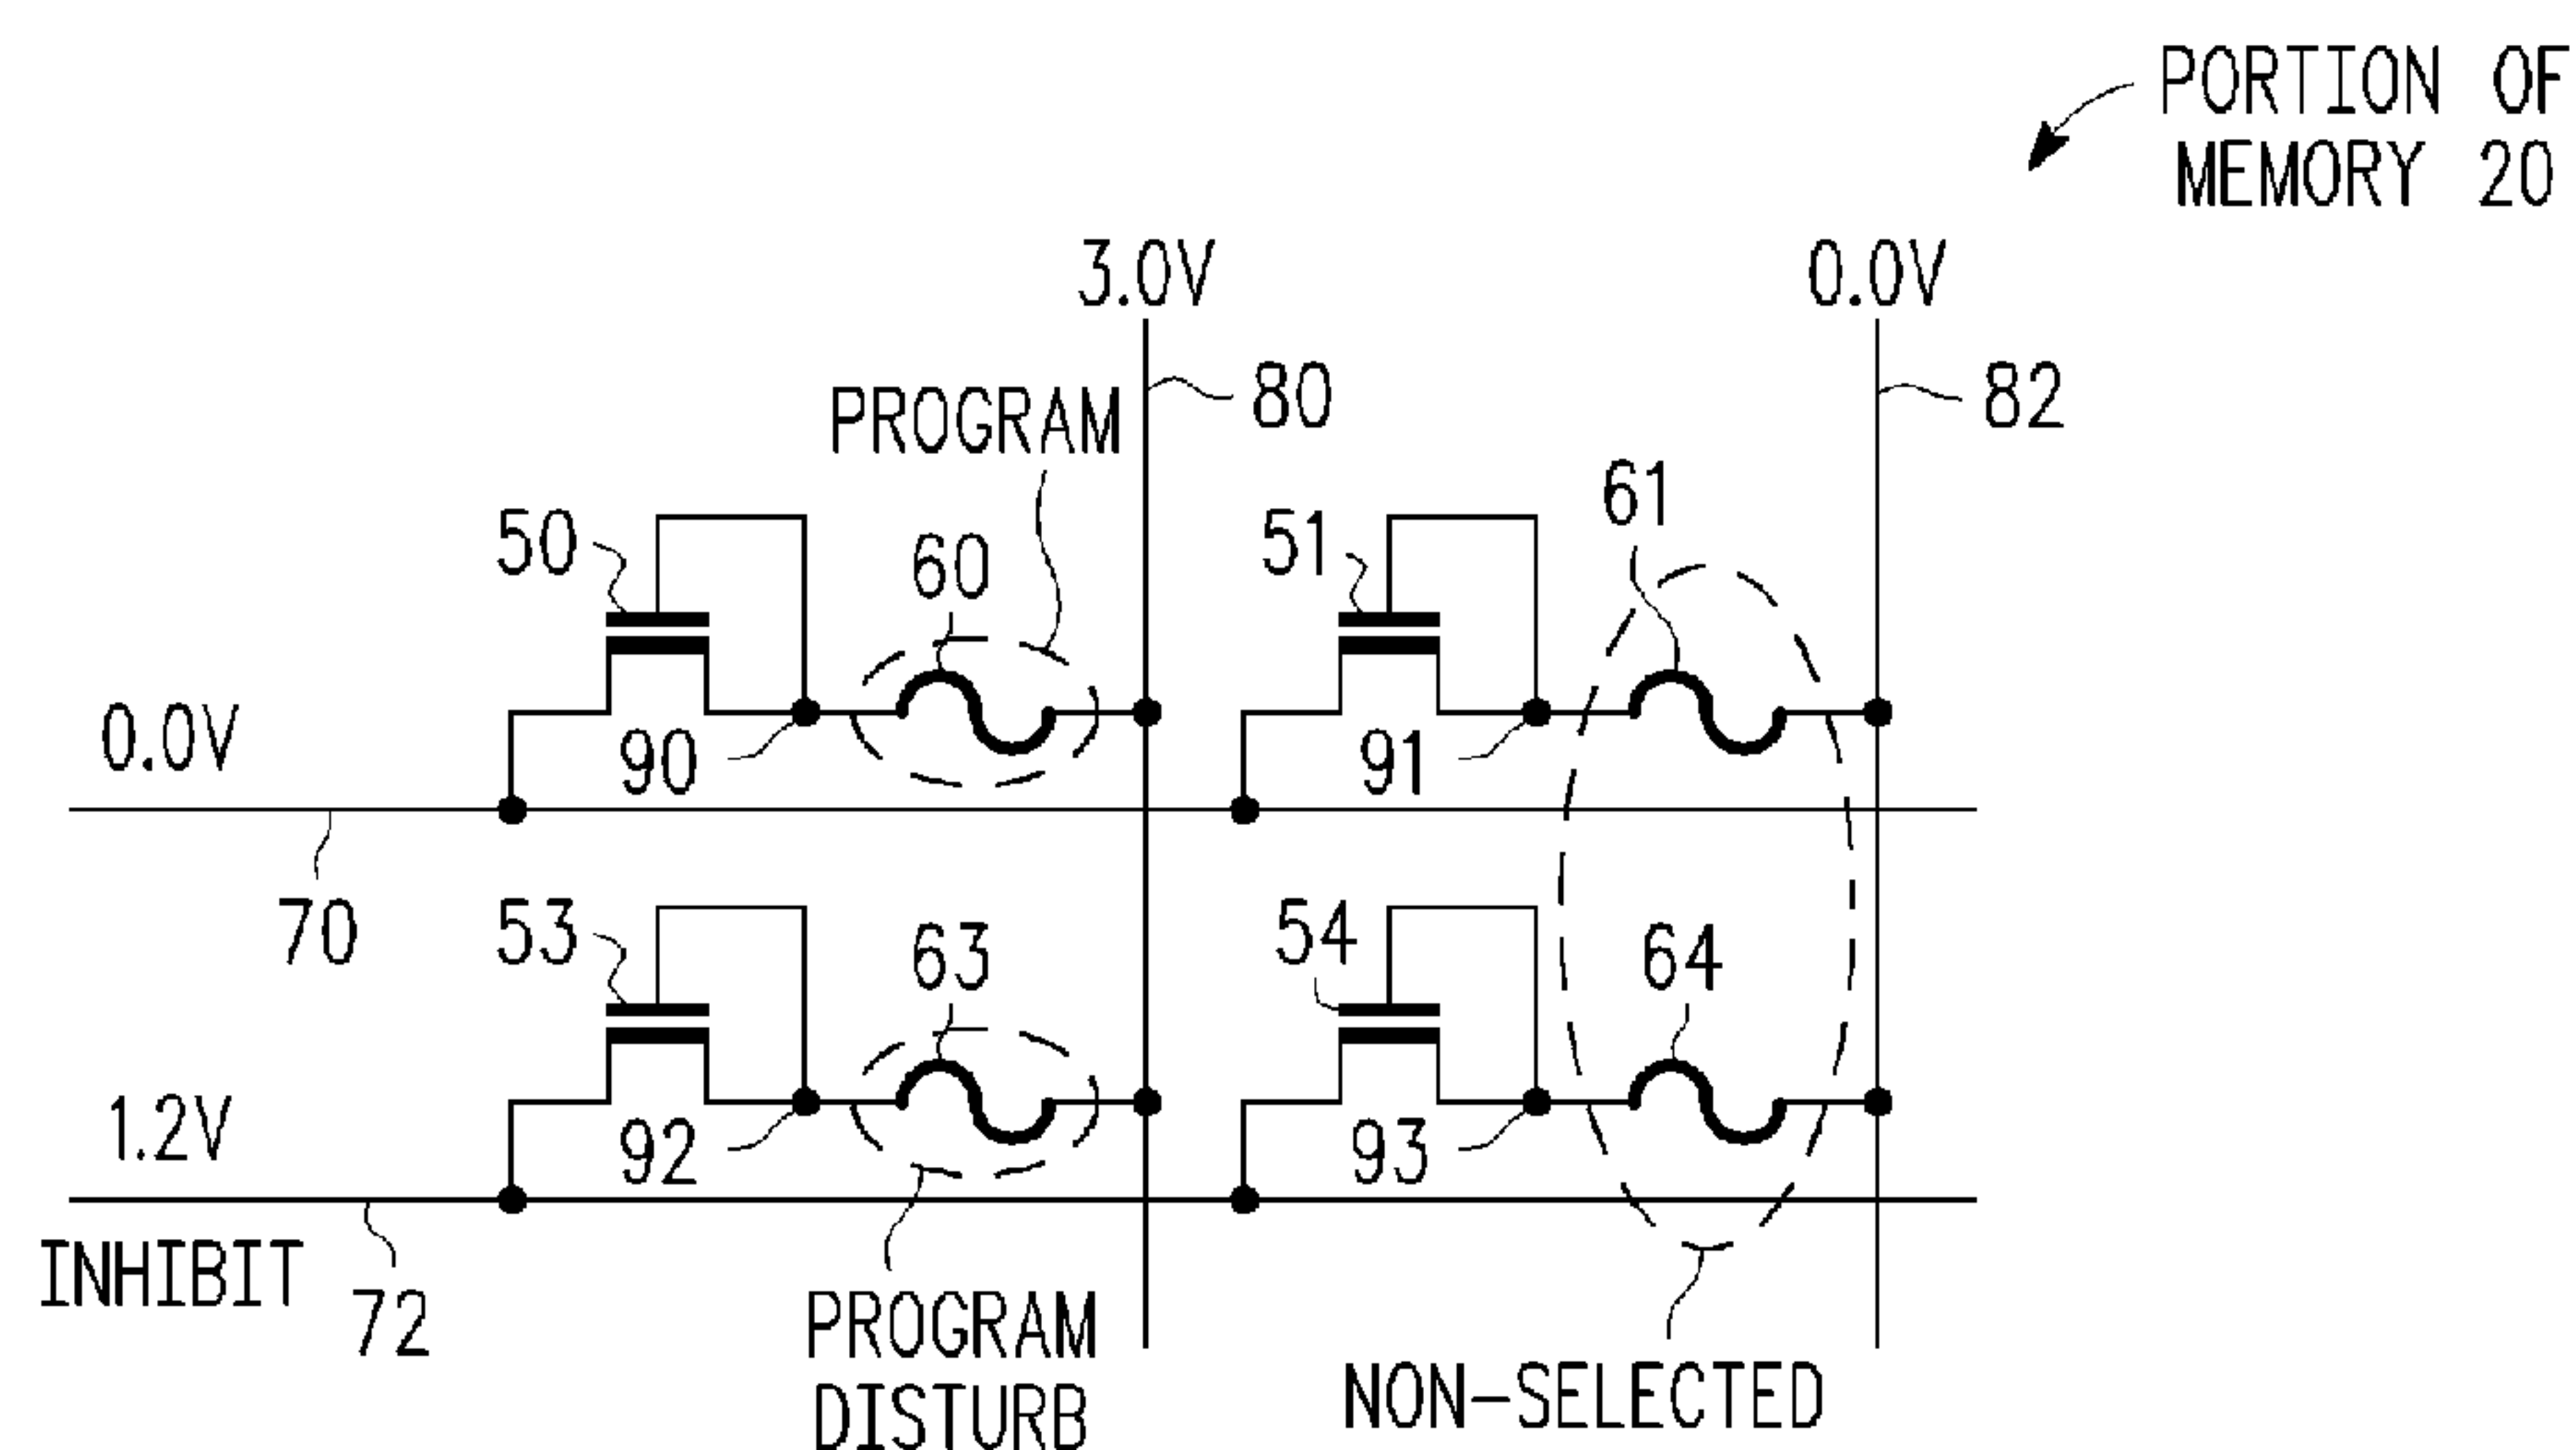 PORTION OF
MEMORY 20
3.0V
0.0V
80
82
PROGRAM
61
50
60
51
0.0V
90
91
70
53
63
54
64
1.2V
92
93
INHIBIT
72
PROGRAM
DISTURB
NON-SELECTED